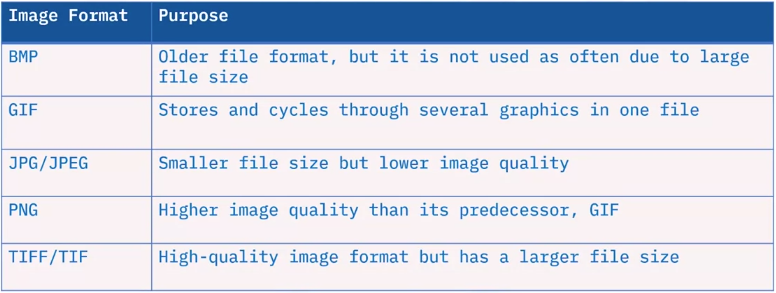 Image Format Purpose
BMP Older file format, but it is not used as often due to large
file size
GIF Stores and cycles through several graphics in one file
JPG/JPEG Smaller file size but lower image quality
PNG Higher image quality than its predecessor, GIF
TIFF/TIF High-quality image format but has a larger file size